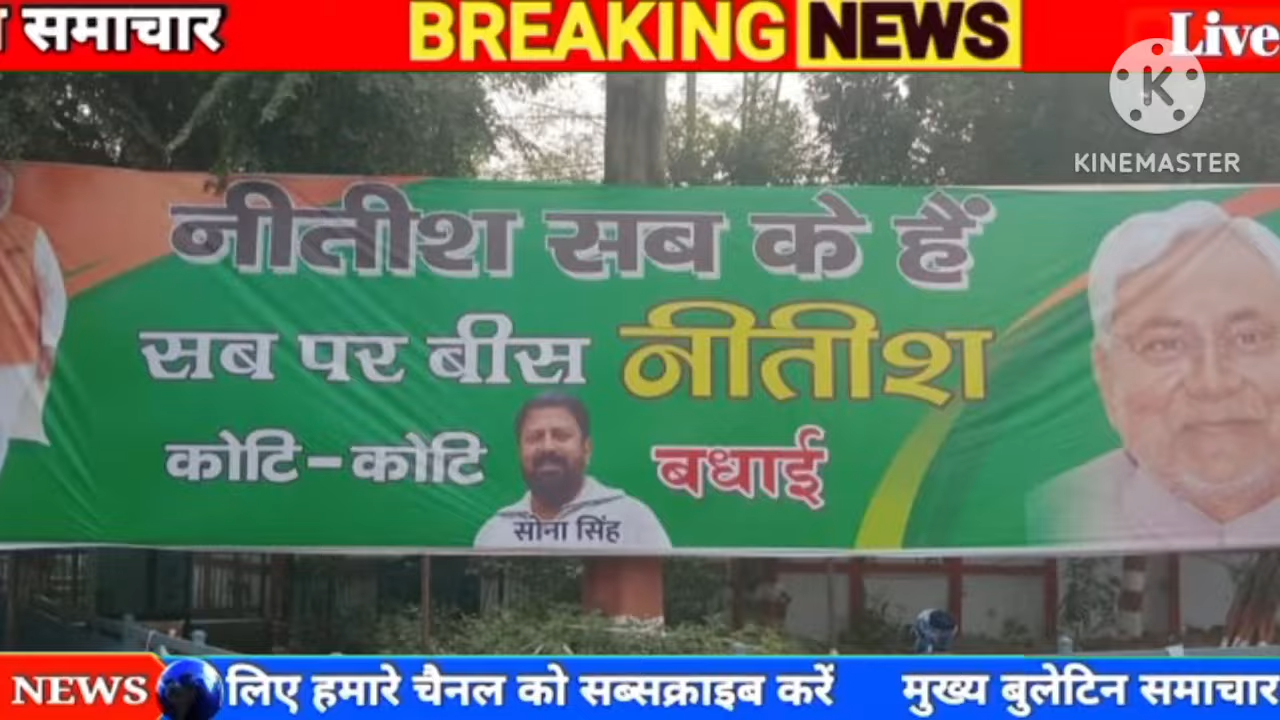 समाचार
BREAKING NEWS
Live
K
KINEMASTER
नीतीश सब के हैं
सब पर बीस नीतीश
कोटि-कोटि
बधाई
सोना सिंह
NEWS
लिए हमारे चैनल को सब्सक्राइब करें मुख्य बुलेटिन समाचार